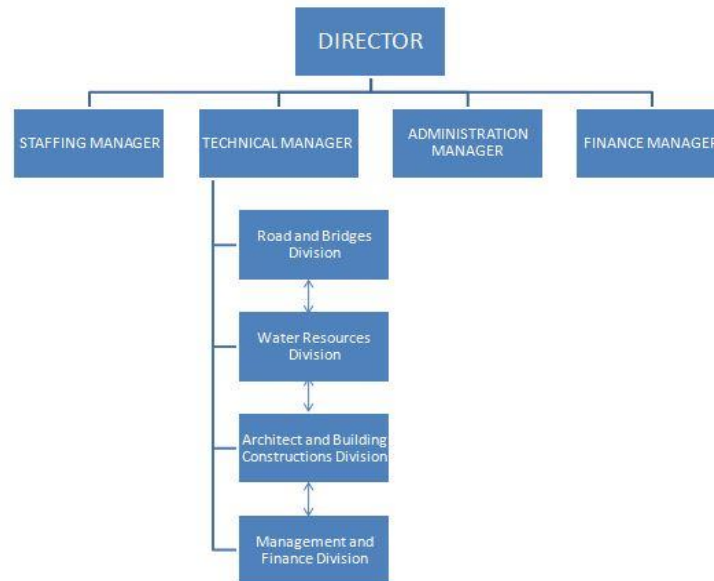 DIRECTOR
STAFFING MANAGER
TECHNICAL MANAGER
ADMINISTRATION
MANAGER
FINANCE MANAGER
Road and Bridges
Division
Water Resources
Division
Architect and Building
Constructions Division
Management and
Finance Division